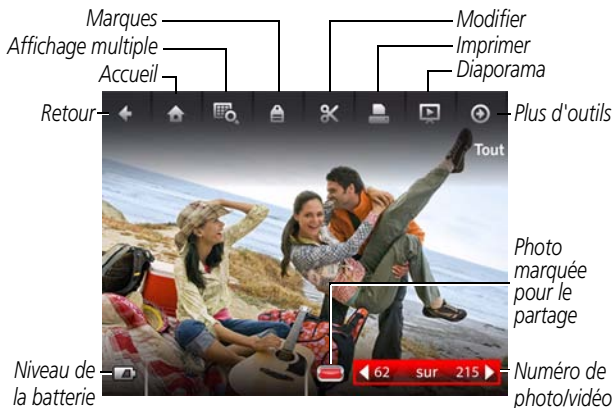 Marques
Modifier
Affichage multiple
Imprimer
Accueil
Diaporama
Retour
Plus d'outils
Tout
Photo
marquée
pour le
partage
Niveau de
la batterie
62 sur 215
Numéro de
photo/vidéo